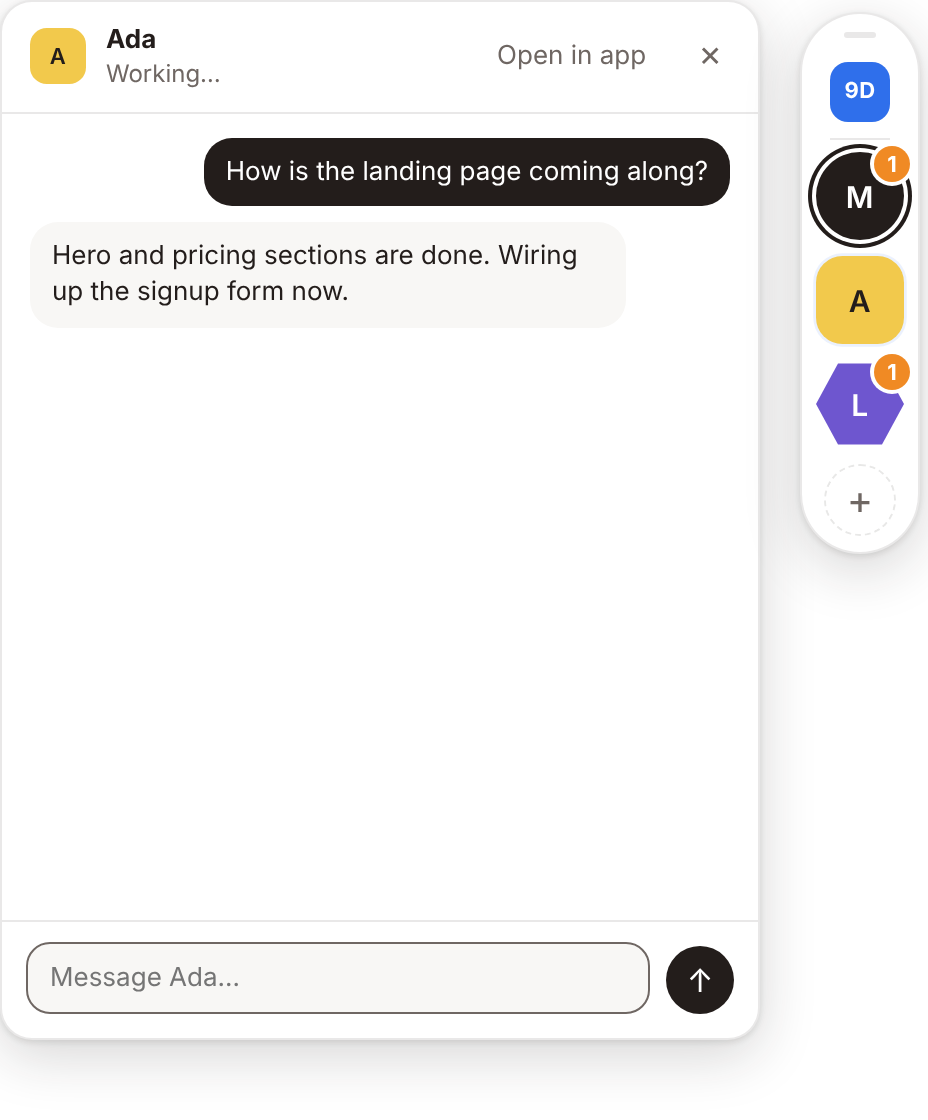 A
Ada
Working...
Open in app
✕
How is the landing page coming along?
Hero and pricing sections are done. Wiring
up the signup form now.
Message Ada...
↑
9D
1
M
A
1
L
+